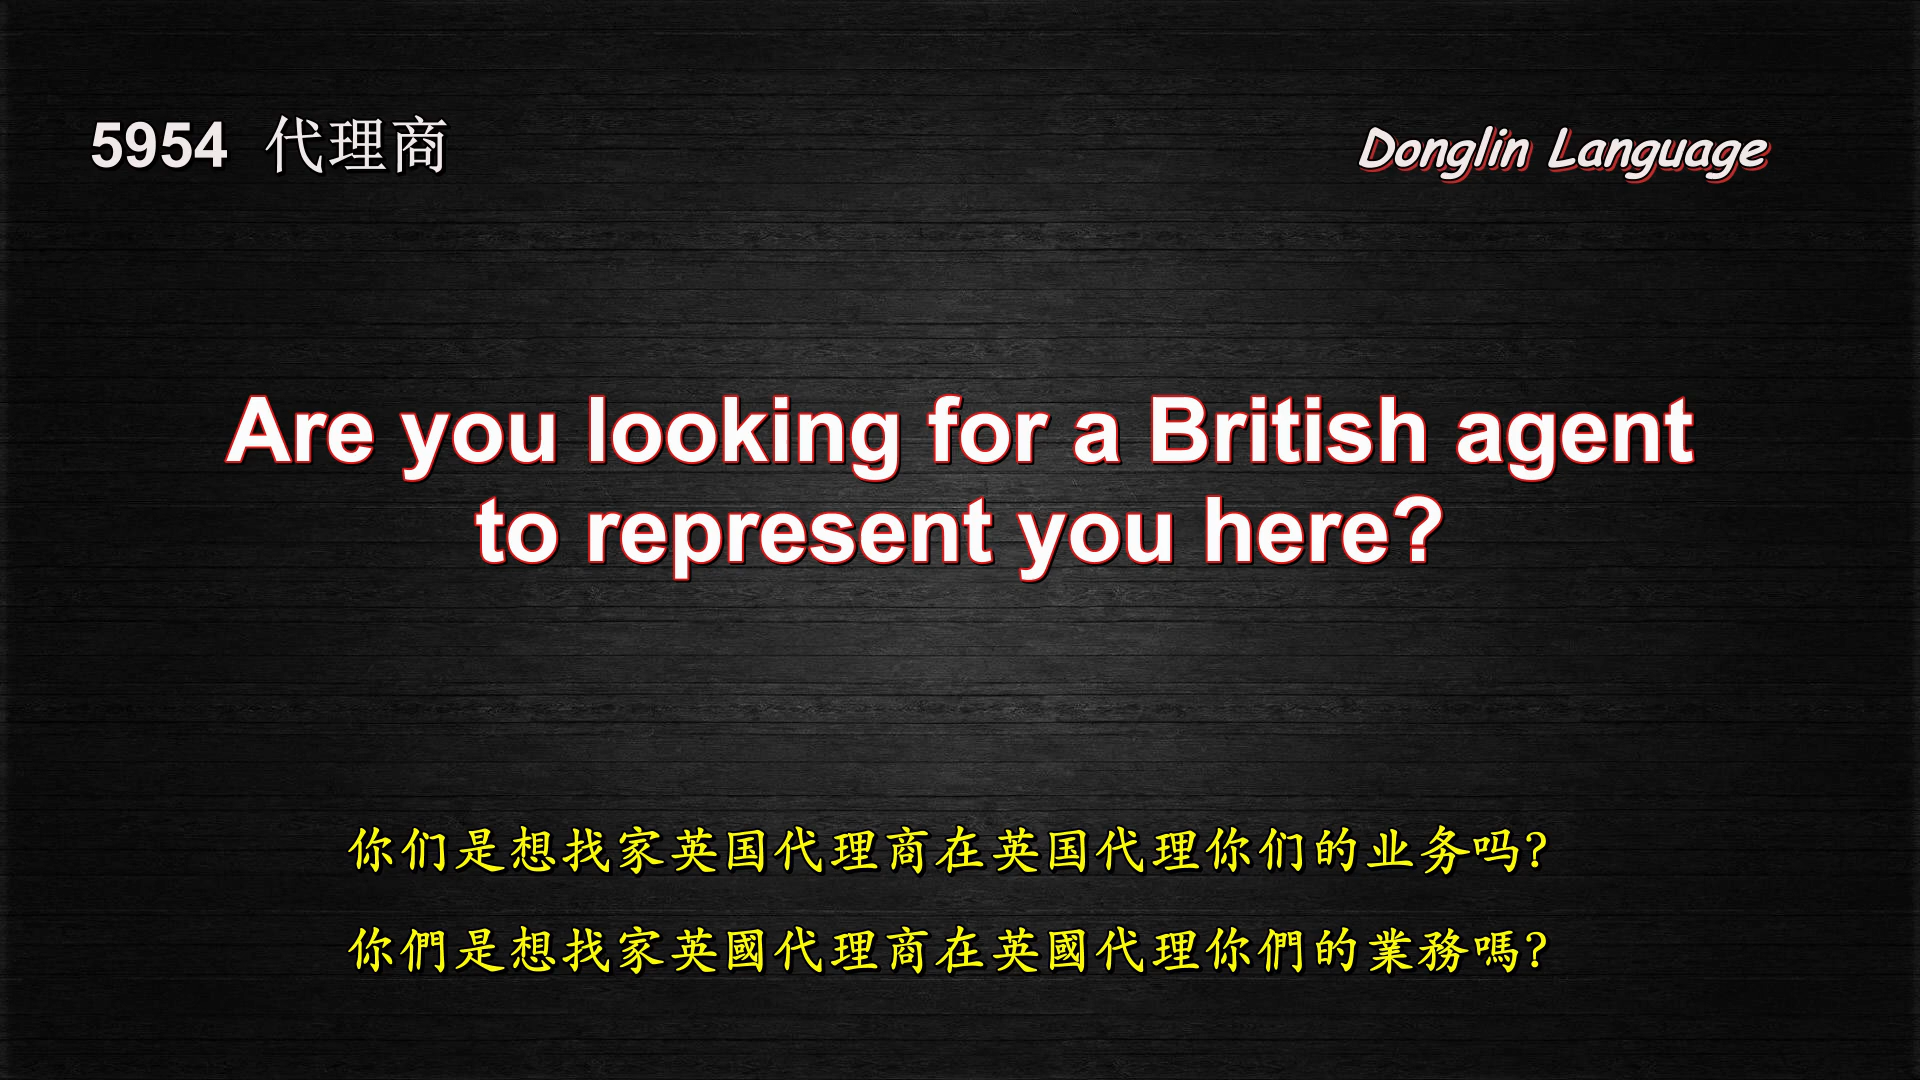 5954 代理商
Donglin Language
Are you looking for a British agent
to represent you here?
你们是想找家英国代理商在英国代理你们的业务吗?
你們是想找家英國代理商在英國代理你們的業務嗎?